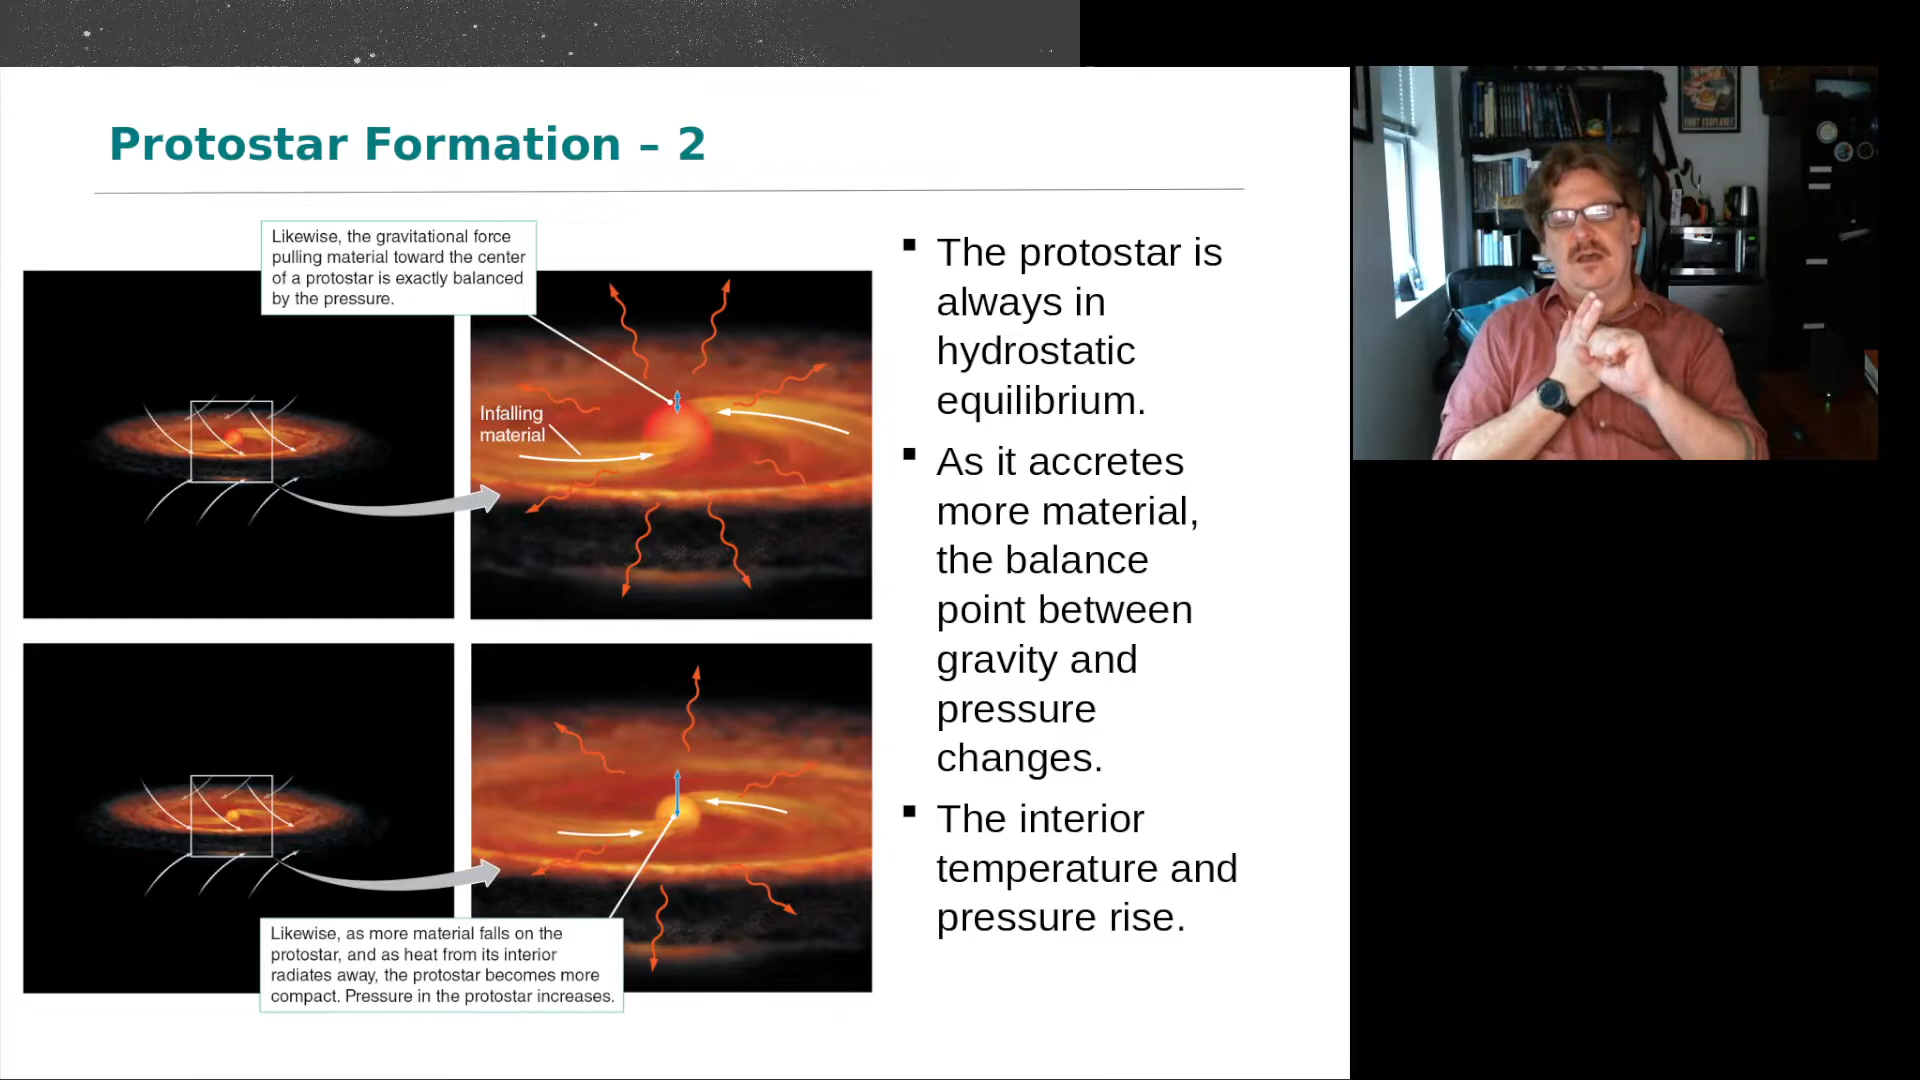 Protostar Formation – 2
Likewise, the gravitational force
pulling material toward the center
of a protostar is exactly balanced
by the pressure.
Infalling
material
Likewise, as more material falls on the
protostar, and as heat from its interior
radiates away, the protostar becomes more
compact. Pressure in the protostar increases.
▪ The protostar is
always in
hydrostatic
equilibrium.
▪ As it accretes
more material,
the balance
point between
gravity and
pressure
changes.
▪ The interior
temperature and
pressure rise.
FIRST EXOPLANET